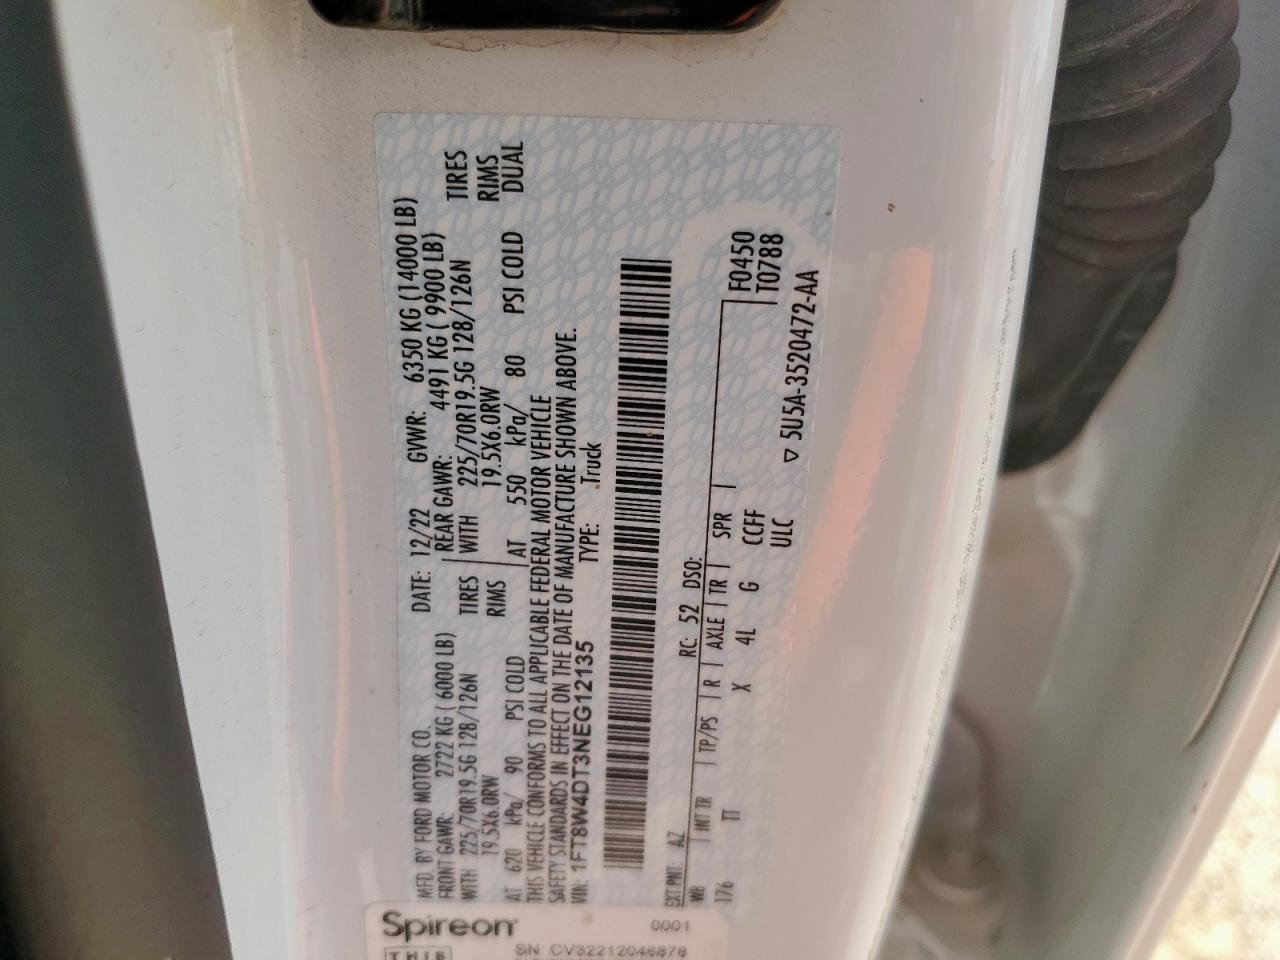 MFD. BY FORD MOTOR CO.
DATE: 12/22 GVWR: 6350 KG (14000 LB)
FRONT GAWR: 2722 KG ( 6000 LB) REAR GAWR: 4491 KG ( 9900 LB)
WITH 225/70R19.5G 128/126N TIRES WITH 225/70R19.5G 128/126N TIRES
19.5X6.0RW RIMS 19.5X6.0RW RIMS
AT 620 kPa/ 90 PSI COLD AT 550 kPa/ 80 PSI COLD DUAL
THIS VEHICLE CONFORMS TO ALL APPLICABLE FEDERAL MOTOR VEHICLE
SAFETY STANDARDS IN EFFECT ON THE DATE OF MANUFACTURE SHOWN ABOVE.
VIN: 1FT8W4DT3NEG12135 TYPE: Truck
EXT PNT: AZ RC: 52 DSO:
WB INT TR TP/PS R AXLE TR SPR F0450
176 TT X 4L G CCFF T0788
ULC
▽ 5U5A-3520472-AA
Spireon 0001
THIS SN: CV32212046878